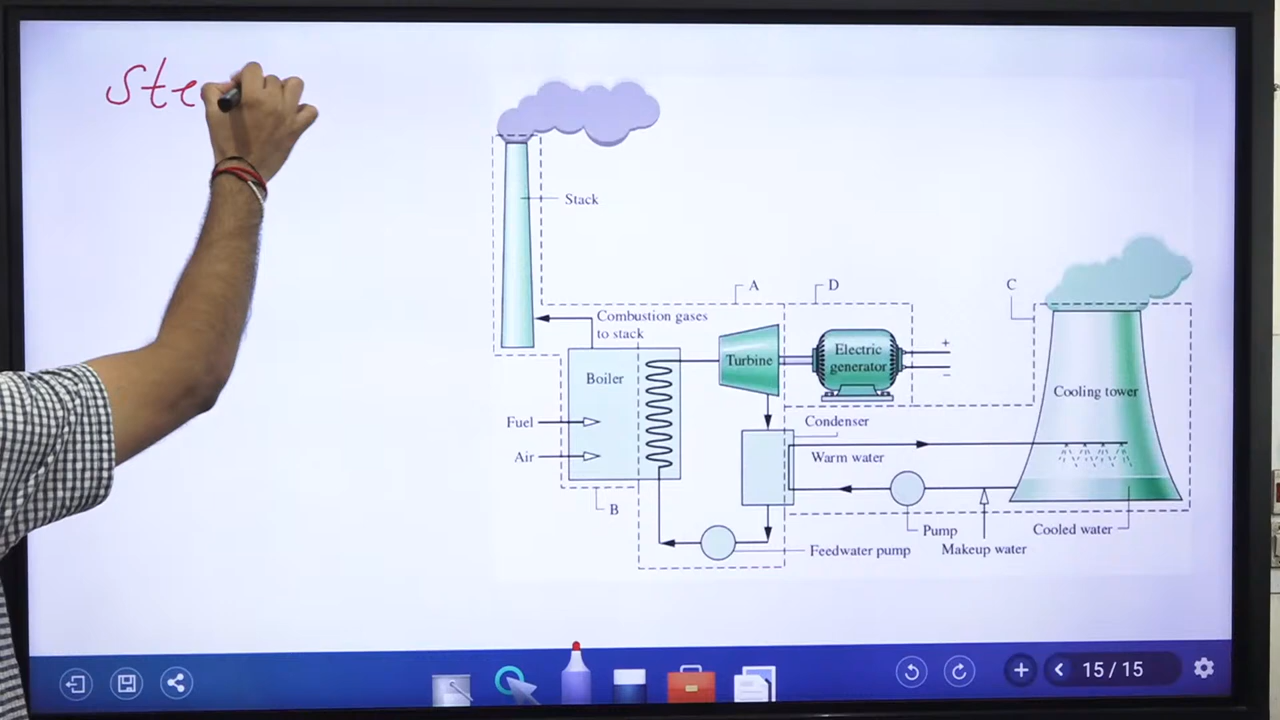 Ste
Stack
A
D
C
Combustion gases
to stack
Turbine
Electric
generator
+
−
Boiler
Cooling tower
Fuel
Air
Condenser
Warm water
B
Pump
Cooled water
Feedwater pump
Makeup water
15 / 15